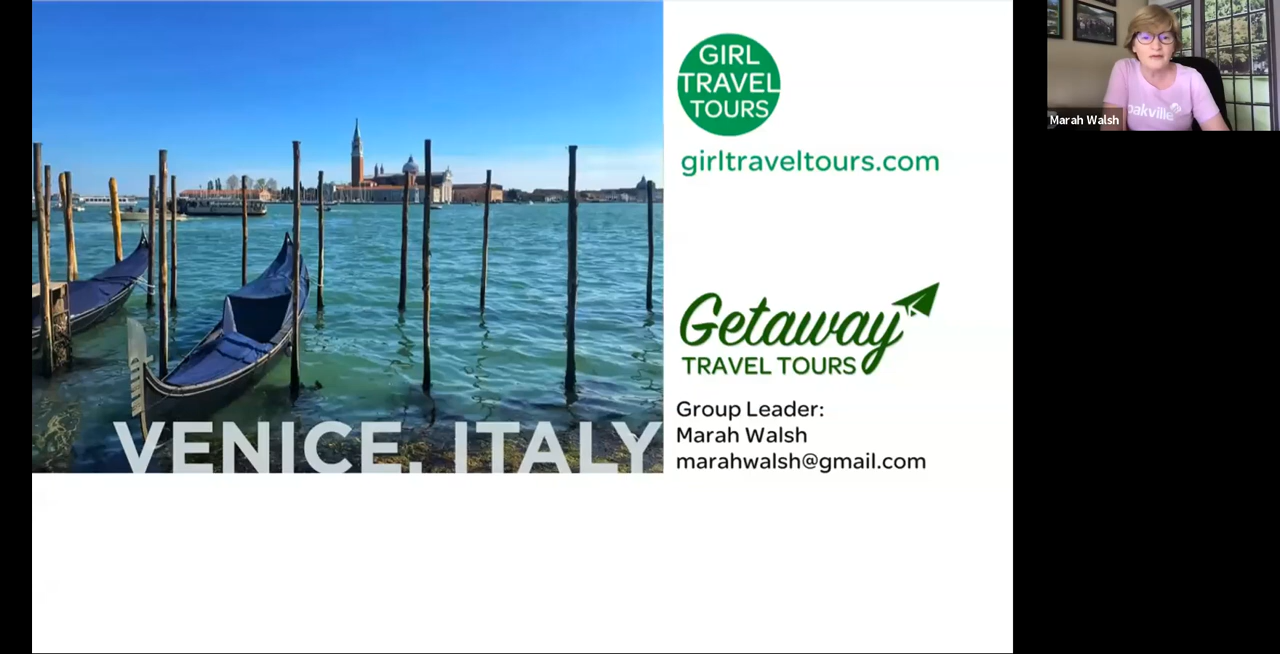 GIRL
TRAVEL
TOURS
girltraveltours.com
Getaway
TRAVEL TOURS
Group Leader:
Marah Walsh
marahwalsh@gmail.com
VENICE, ITALY
oakville
Marah Walsh